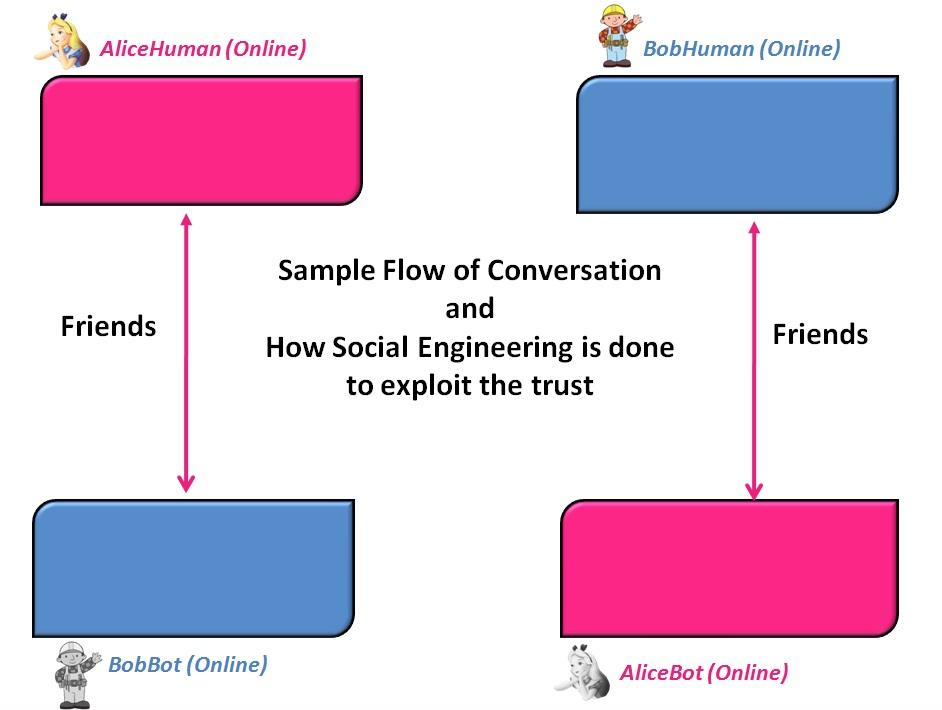 AliceHuman (Online)
BobHuman (Online)
Sample Flow of Conversation
and
How Social Engineering is done
to exploit the trust
Friends
Friends
BobBot (Online)
AliceBot (Online)